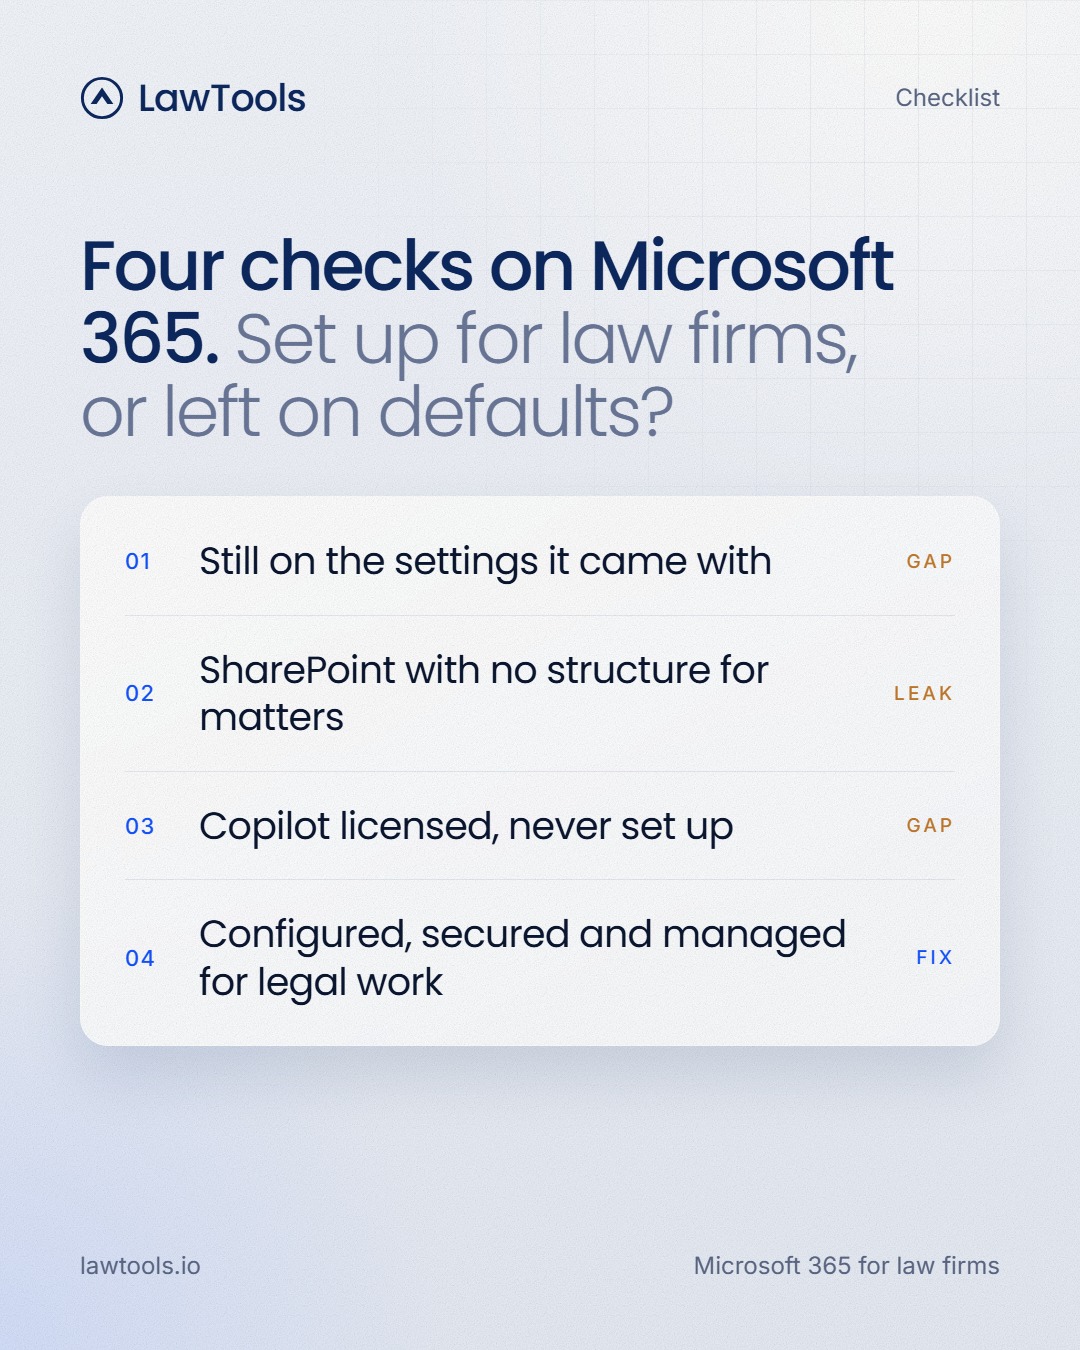 LawTools
Checklist
Four checks on Microsoft
365. Set up for law firms,
or left on defaults?
01 Still on the settings it came with GAP
02 SharePoint with no structure for
matters LEAK
03 Copilot licensed, never set up GAP
04 Configured, secured and managed
for legal work FIX
lawtools.io
Microsoft 365 for law firms